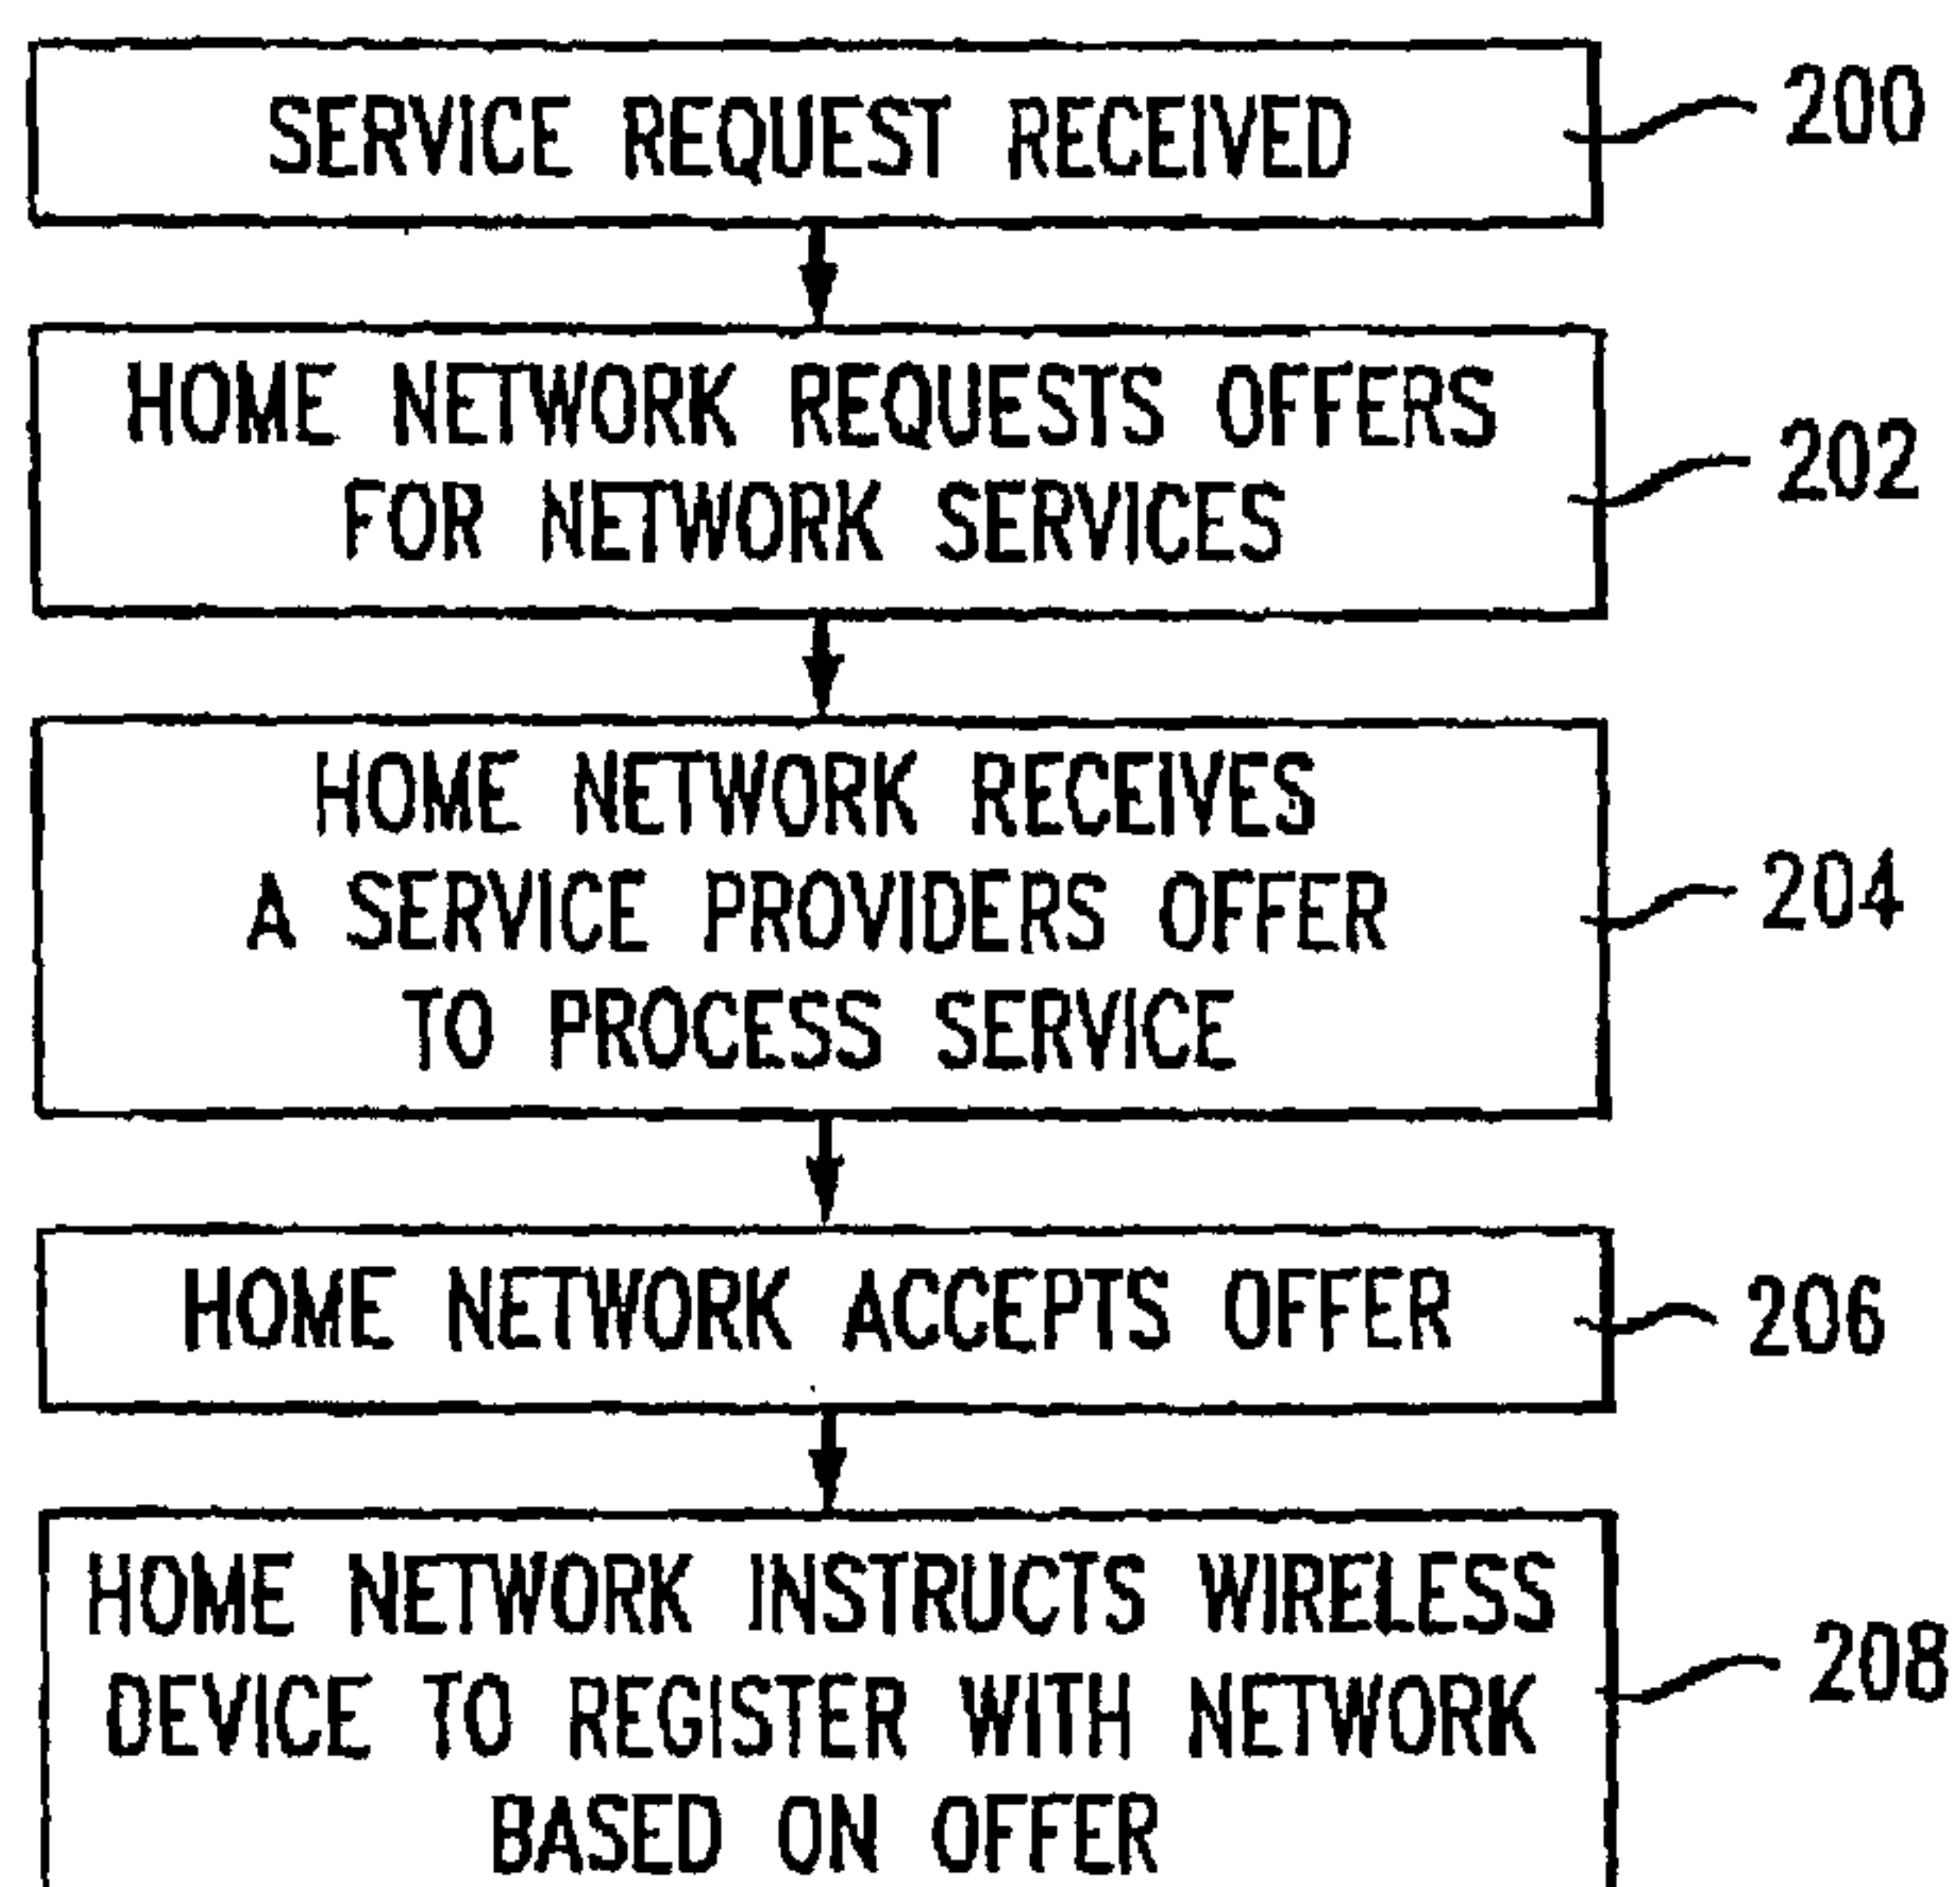 SERVICE REQUEST RECEIVED
200
HOME NETWORK REQUESTS OFFERS
FOR NETWORK SERVICES
202
HOME NETWORK RECEIVES
A SERVICE PROVIDERS OFFER
TO PROCESS SERVICE
204
HOME NETWORK ACCEPTS OFFER
206
HOME NETWORK INSTRUCTS WIRELESS
DEVICE TO REGISTER WITH NETWORK
BASED ON OFFER
208